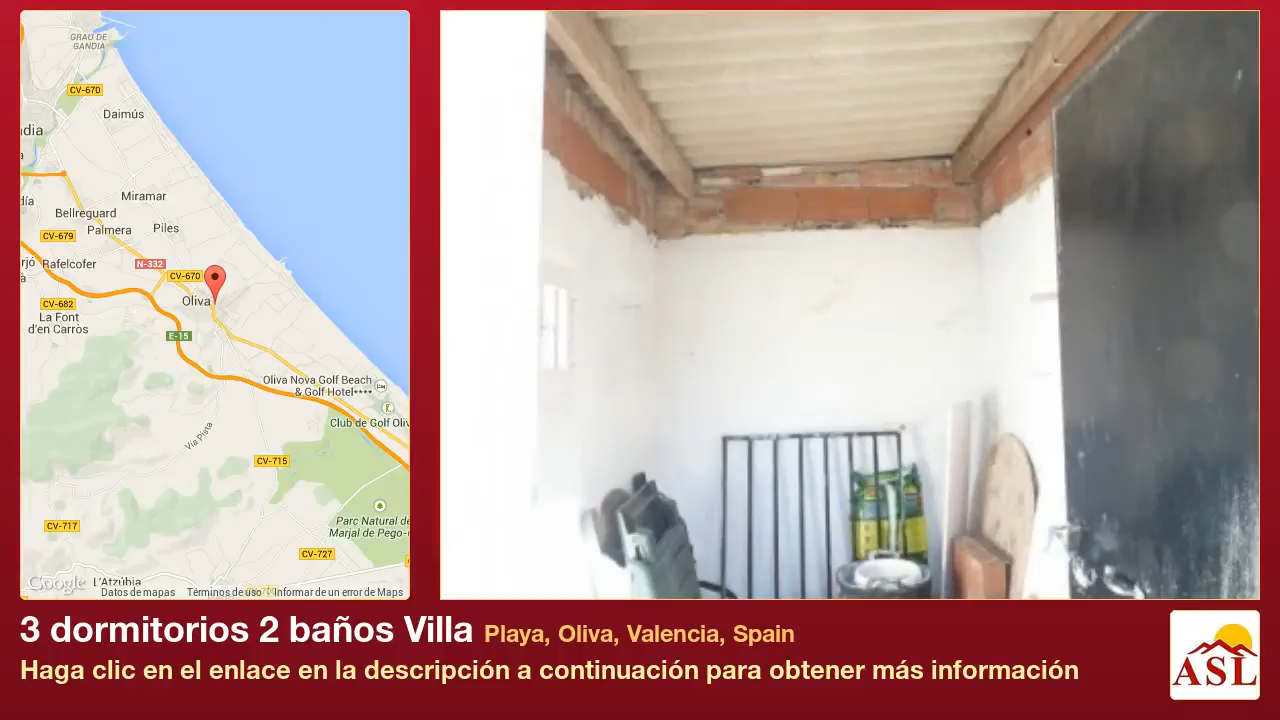 GRAU DE
GANDIA
CV-670
Daimús
dia
Miramar
Bellreguard
Palmera
Piles
CV-679
N-332
rjó
Rafelcofer
CV-670
Oliva
CV-682
La Font
d'en Carròs
E-15
Oliva Nova Golf Beach
& Golf Hotel****
Club de Golf Oliv
Via Pista
CV-715
Parc Natural de
Marjal de Pego-
CV-717
CV-727
Google
L'Atzúbia
Datos de mapas
Términos de uso
Informar de un error de Maps
3 dormitorios 2 baños Villa Playa, Oliva, Valencia, Spain
Haga clic en el enlace en la descripción a continuación para obtener más información
ASL